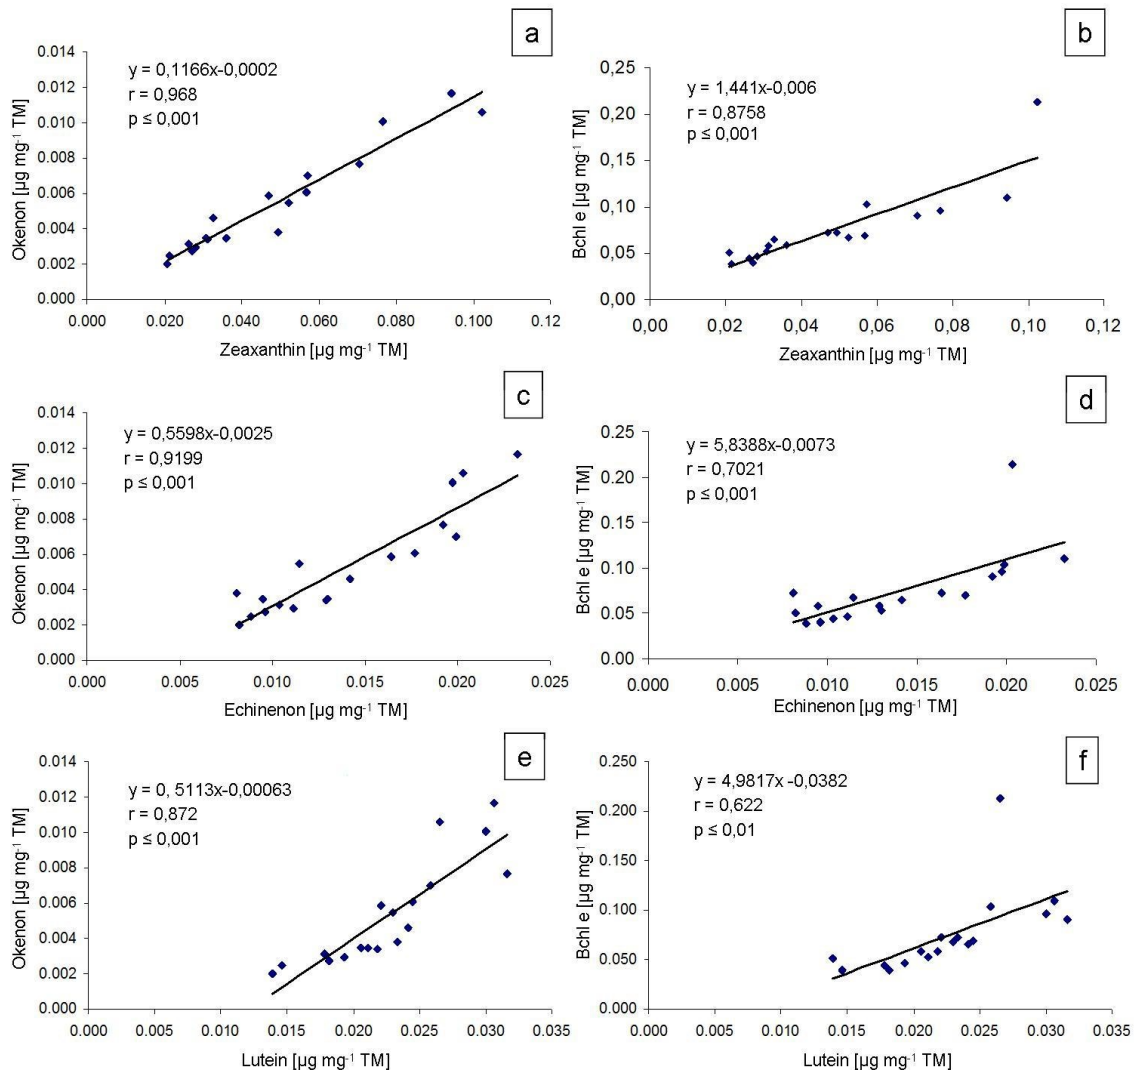 a
y = 0,1166x-0,0002
r = 0,968
p ≤ 0,001
Okenon [µg mg⁻¹ TM]
0.014
0.012
0.010
0.008
0.006
0.004
0.002
0.000
0.000 0.020 0.040 0.060 0.080 0.100 0.12
Zeaxanthin [µg mg⁻¹ TM]
b
y = 1,441x-0,006
r = 0,8758
p ≤ 0,001
Bchl e [µg mg⁻¹ TM]
0,25
0,20
0,15
0,10
0,05
0,00
0,00 0,02 0,04 0,06 0,08 0,10 0,12
Zeaxanthin [µg mg⁻¹ TM]
c
y = 0,5598x-0,0025
r = 0,9199
p ≤ 0,001
Okenon [µg mg⁻¹ TM]
0.014
0.012
0.010
0.008
0.006
0.004
0.002
0.000
0.000 0.005 0.010 0.015 0.020 0.025
Echinenon [µg mg⁻¹ TM]
d
y = 5,8388x-0,0073
r = 0,7021
p ≤ 0,001
Bchl e [µg mg⁻¹ TM]
0.25
0.20
0.15
0.10
0.05
0.00
0.000 0.005 0.010 0.015 0.020 0.025
Echinenon [µg mg⁻¹ TM]
e
y = 0, 5113x-0,00063
r = 0,872
p ≤ 0,001
Okenon [µg mg⁻¹ TM]
0.014
0.012
0.010
0.008
0.006
0.004
0.002
0.000
0.000 0.005 0.010 0.015 0.020 0.025 0.030 0.035
Lutein [µg mg⁻¹ TM]
f
y = 4,9817x -0,0382
r = 0,622
p ≤ 0,01
Bchl e [µg mg⁻¹ TM]
0.250
0.200
0.150
0.100
0.050
0.000
0.000 0.005 0.010 0.015 0.020 0.025 0.030 0.035
Lutein [µg mg⁻¹ TM]